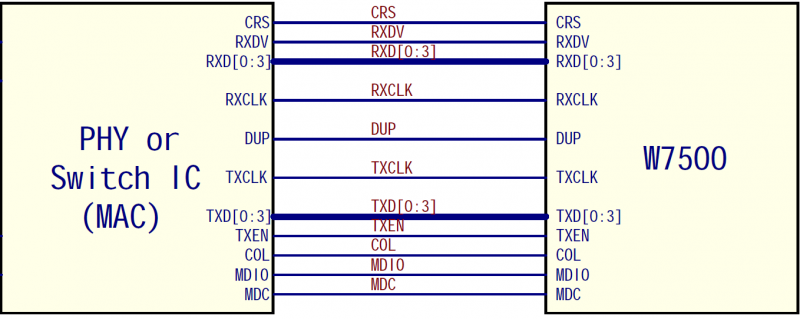 CRS CRS CRS
RXDV RXDV RXDV
RXD[0:3] RXD[0:3] RXD[0:3]
RXCLK RXCLK RXCLK
DUP DUP DUP
PHY or
Switch IC
(MAC)
W7500
TXCLK TXCLK TXCLK
TXD[0:3] TXD[0:3] TXD[0:3]
TXEN TXEN TXEN
COL COL COL
MDIO MDIO MDIO
MDC MDC MDC